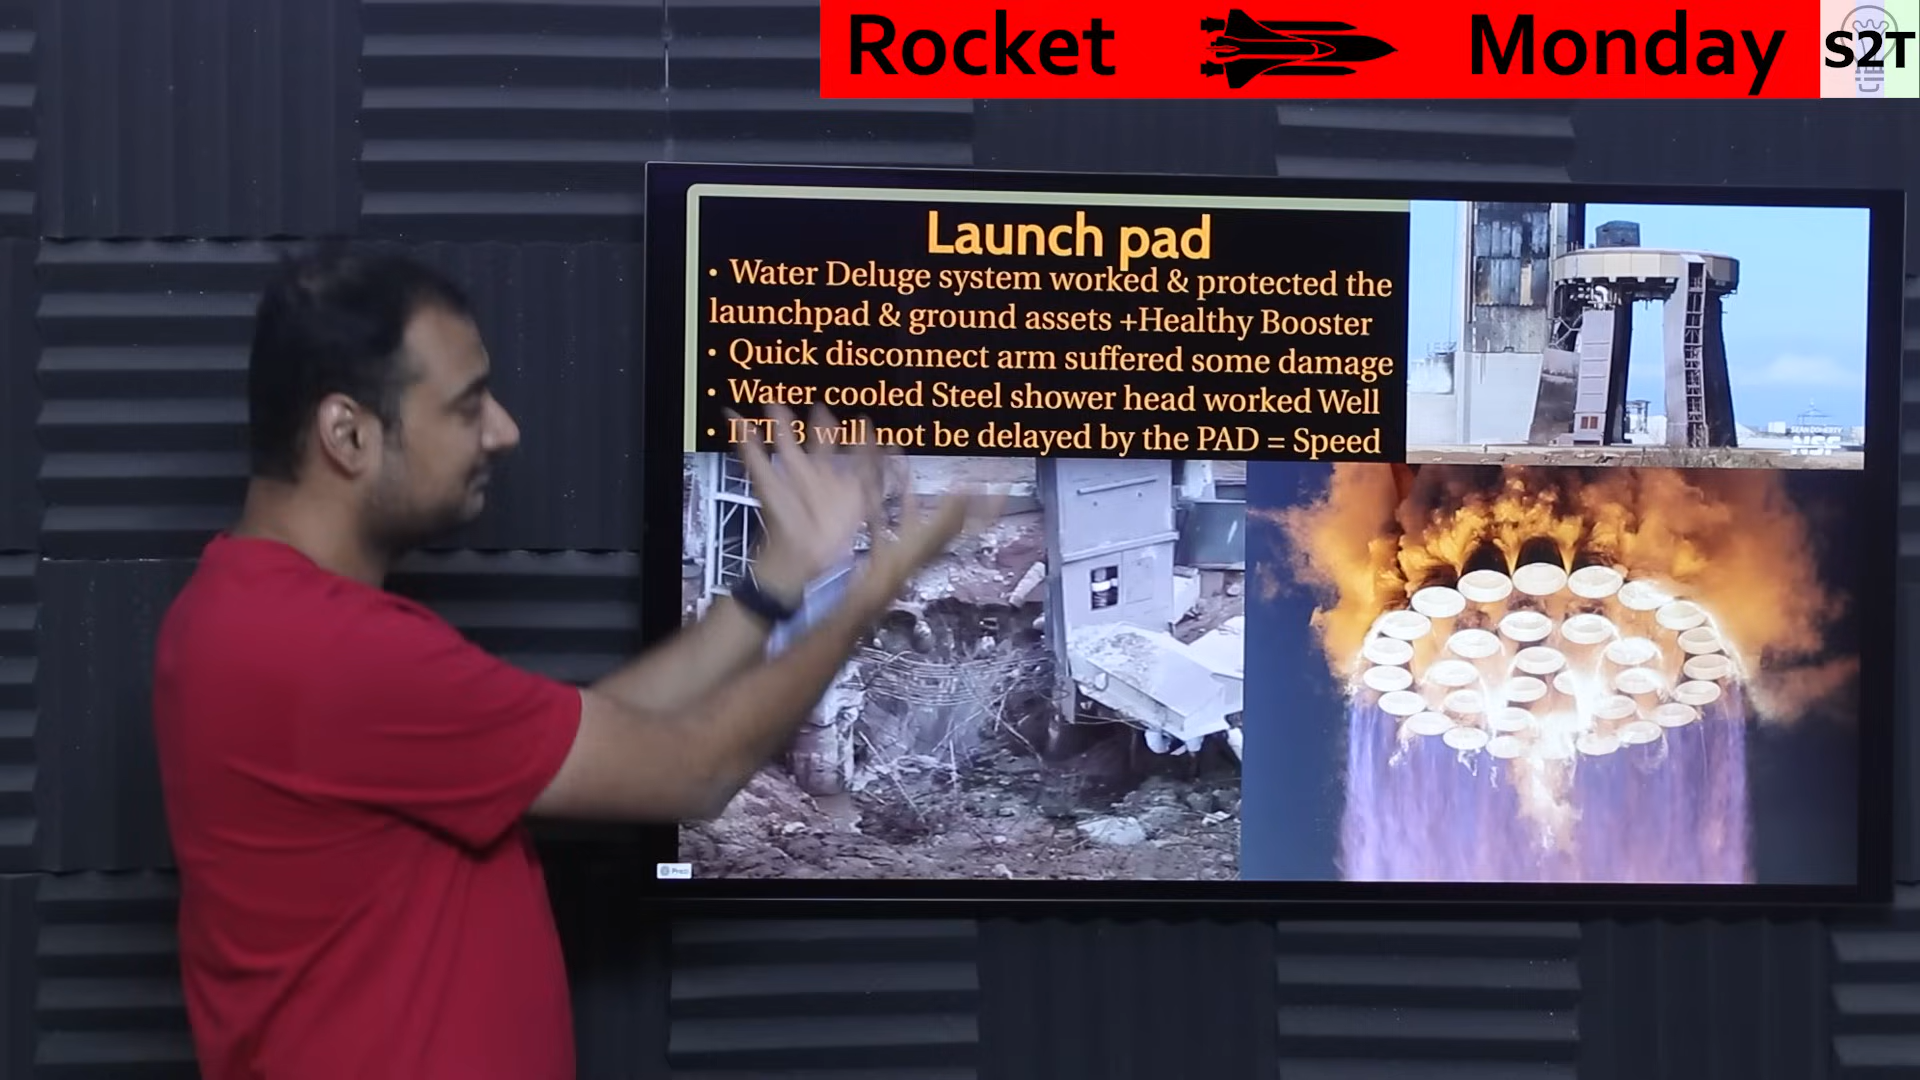 Rocket Monday
S2T
Launch pad
• Water Deluge system worked & protected the
launchpad & ground assets +Healthy Booster
• Quick disconnect arm suffered some damage
• Water cooled Steel shower head worked Well
• IFT-3 will not be delayed by the PAD = Speed
NSF
Prezi